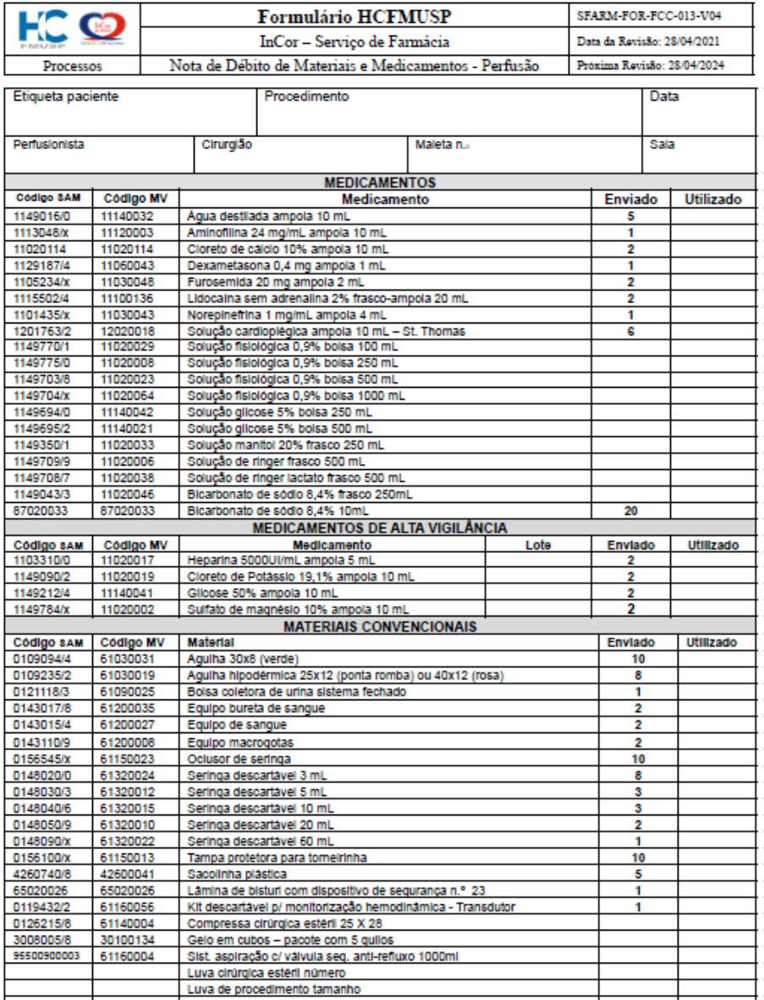 HC FMUSP InCor Formulário HCFMUSP SFARM-FOR-FCC-013-V04
InCor – Serviço de Farmácia Data da Revisão: 28/04/2021
Processos Nota de Débito de Materiais e Medicamentos - Perfusão Próxima Revisão: 28/04/2024
Etiqueta paciente Procedimento Data
Perfusionista Cirurgião Maleta n.º Sala
MEDICAMENTOS
Código SAM Código MV Medicamento Enviado Utilizado
1149016/0 11140032 Água destilada ampola 10 mL 5
1113048/x 11120003 Aminofilina 24 mg/mL ampola 10 mL 1
11020114 11020114 Cloreto de cálcio 10% ampola 10 mL 2
1129187/4 11060043 Dexametasona 0,4 mg ampola 1 mL 1
1105234/x 11030048 Furosemida 20 mg ampola 2 mL 2
1115502/4 11100136 Lidocaína sem adrenalina 2% frasco-ampola 20 mL 2
1101435/x 11030043 Norepinefrina 1 mg/mL ampola 4 mL 1
1201763/2 12020018 Solução cardioplégica ampola 10 mL – St. Thomas 6
1149770/1 11020029 Solução fisiológica 0,9% bolsa 100 mL
1149775/0 11020008 Solução fisiológica 0,9% bolsa 250 mL
1149703/8 11020023 Solução fisiológica 0,9% bolsa 500 mL
1149704/x 11020064 Solução fisiológica 0,9% bolsa 1000 mL
1149694/0 11140042 Solução glicose 5% bolsa 250 mL
1149695/2 11140021 Solução glicose 5% bolsa 500 mL
1149350/1 11020033 Solução manitol 20% frasco 250 mL
1149709/9 11020006 Solução de ringer frasco 500 mL
1149708/7 11020038 Solução de ringer lactato frasco 500 mL
1149043/3 11020046 Bicarbonato de sódio 8,4% frasco 250mL
87020033 87020033 Bicarbonato de sódio 8,4% 10mL 20
MEDICAMENTOS DE ALTA VIGILÂNCIA
Código SAM Código MV Medicamento Lote Enviado Utilizado
1103310/0 11020017 Heparina 5000UI/mL ampola 5 mL 2
1149090/2 11020019 Cloreto de Potássio 19,1% ampola 10 mL 2
1149212/4 11140041 Glicose 50% ampola 10 mL 2
1149784/x 11020002 Sulfato de magnésio 10% ampola 10 mL 2
MATERIAIS CONVENCIONAIS
Código SAM Código MV Material Enviado Utilizado
0109094/4 61030031 Agulha 30x8 (verde) 10
0109235/2 61030019 Agulha hipodérmica 25x12 (ponta romba) ou 40x12 (rosa) 8
0121118/3 61090025 Bolsa coletora de urina sistema fechado 1
0143017/8 61200035 Equipo bureta de sangue 2
0143015/4 61200027 Equipo de sangue 2
0143110/9 61200008 Equipo macrogotas 2
0156545/x 61150023 Oclusor de seringa 10
0148020/0 61320024 Seringa descartável 3 mL 8
0148030/3 61320012 Seringa descartável 5 mL 3
0148040/6 61320015 Seringa descartável 10 mL 3
0148050/9 61320010 Seringa descartável 20 mL 2
0148090/x 61320022 Seringa descartável 60 mL 1
0156100/x 61150013 Tampa protetora para torneirinha 10
4260740/8 42600041 Sacolinha plástica 5
65020026 65020026 Lâmina de bisturi com dispositivo de segurança n.º 23 1
0119432/2 61160056 Kit descartável p/ monitorização hemodinâmica - Transdutor 1
0126215/8 61140004 Compressa cirúrgica estéril 25 X 28
3008005/8 30100134 Gelo em cubos – pacote com 5 quilos
95500900003 61160004 Sist. aspiração c/ válvula seg. anti-refluxo 1000ml
Luva cirúrgica estéril número
Luva de procedimento tamanho